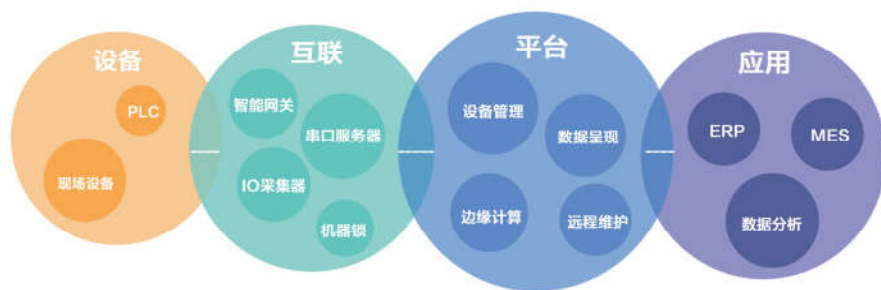 设备
PLC
现场设备
互联
智能网关
串口服务器
IO采集器
机器锁
平台
设备管理
数据呈现
边缘计算
远程维护
应用
ERP
MES
数据分析